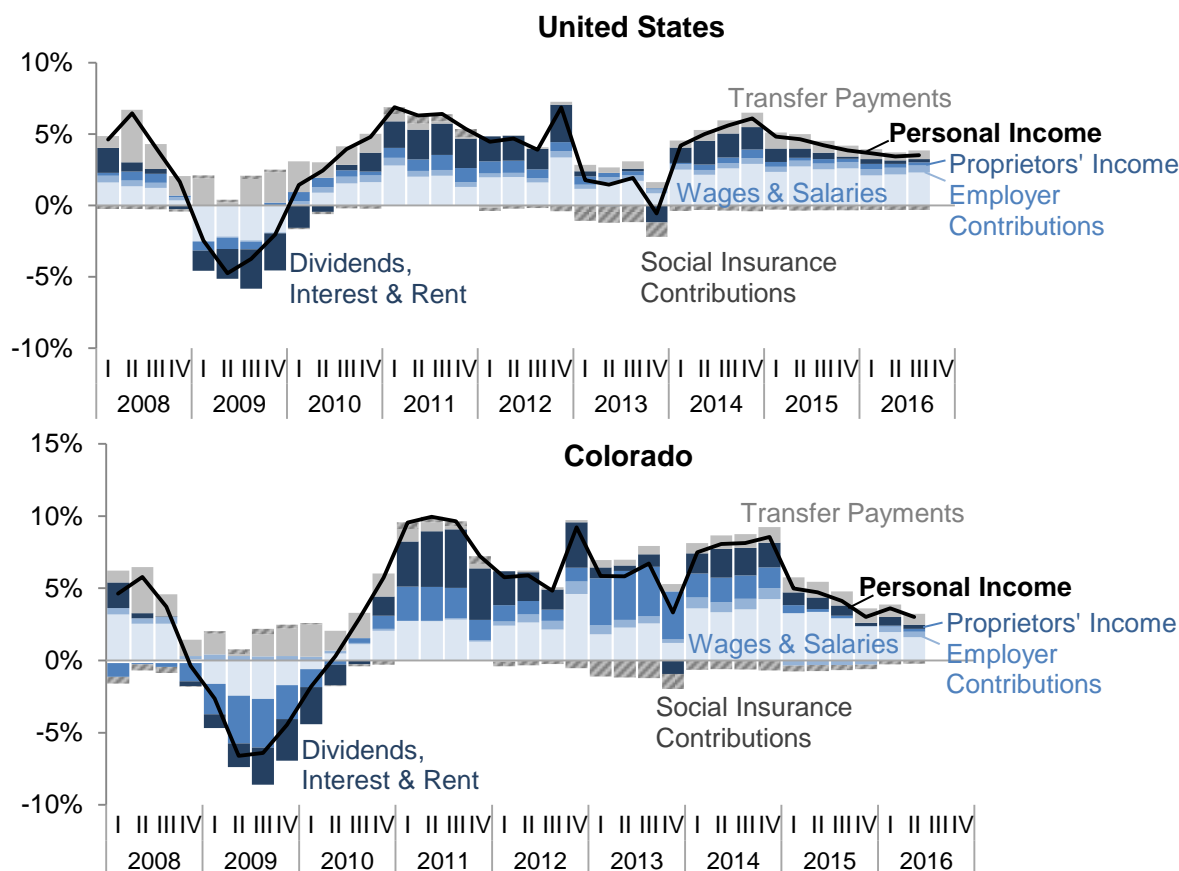 United States
10%
5%
0%
-5%
-10%
Transfer Payments
Personal Income
Proprietors' Income
Employer
Contributions
Wages & Salaries
Dividends,
Interest & Rent
Social Insurance
Contributions
I II III IV I II III IV I II III IV I II III IV I II III IV I II III IV I II III IV I II III IV I II III IV
2008 2009 2010 2011 2012 2013 2014 2015 2016
Colorado
15%
10%
5%
0%
-5%
-10%
Transfer Payments
Personal Income
Proprietors' Income
Employer
Contributions
Wages & Salaries
Social Insurance
Contributions
Dividends,
Interest & Rent
I II III IV I II III IV I II III IV I II III IV I II III IV I II III IV I II III IV I II III IV I II III IV
2008 2009 2010 2011 2012 2013 2014 2015 2016